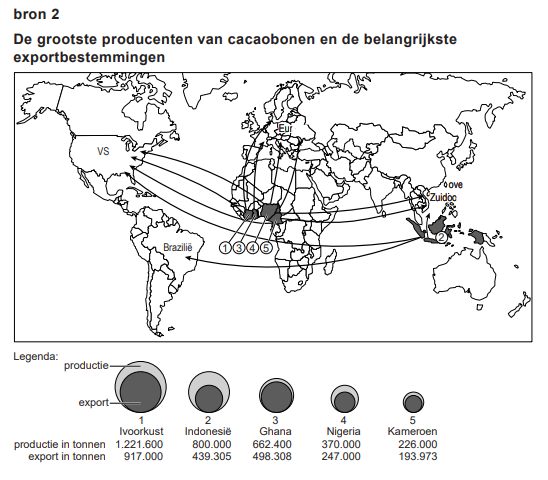 bron 2
De grootste producenten van cacaobonen en de belangrijkste
exportbestemmingen
Eur
VS
ove
Zuidoo
Brazilië
1 3 4 5
2
Legenda:
productie
export
1 2 3 4 5
Ivoorkust Indonesië Ghana Nigeria Kameroen
productie in tonnen 1.221.600 800.000 662.400 370.000 226.000
export in tonnen 917.000 439.305 498.308 247.000 193.973